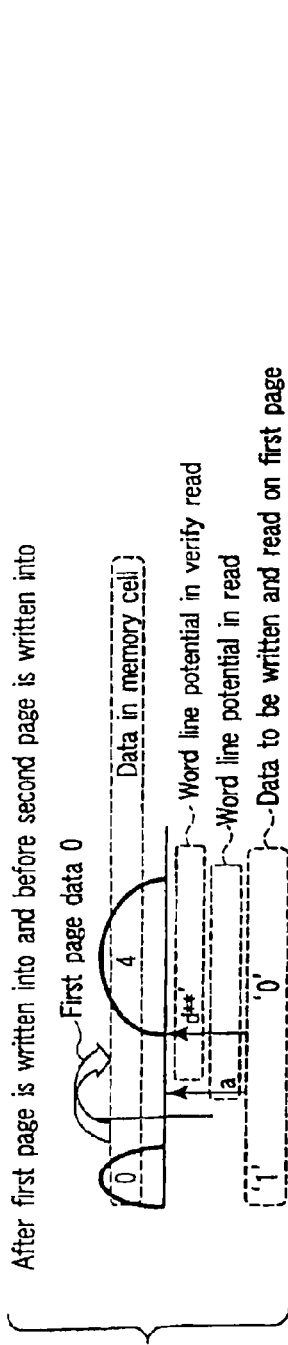 After first page is written into and before second page is written into
First page data 0
0
4
Data in memory cell
d**'
Word line potential in verify read
a
Word line potential in read
'1'
'0'
Data to be written and read on first page